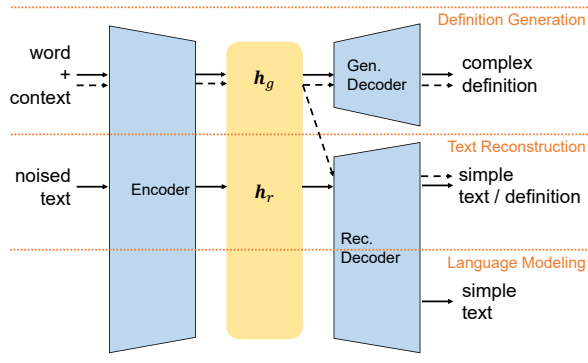 Definition Generation
word
+
context
h_g
Gen.
Decoder
complex
definition
Text Reconstruction
noised
text
Encoder
h_r
simple
text / definition
Rec.
Decoder
Language Modeling
simple
text